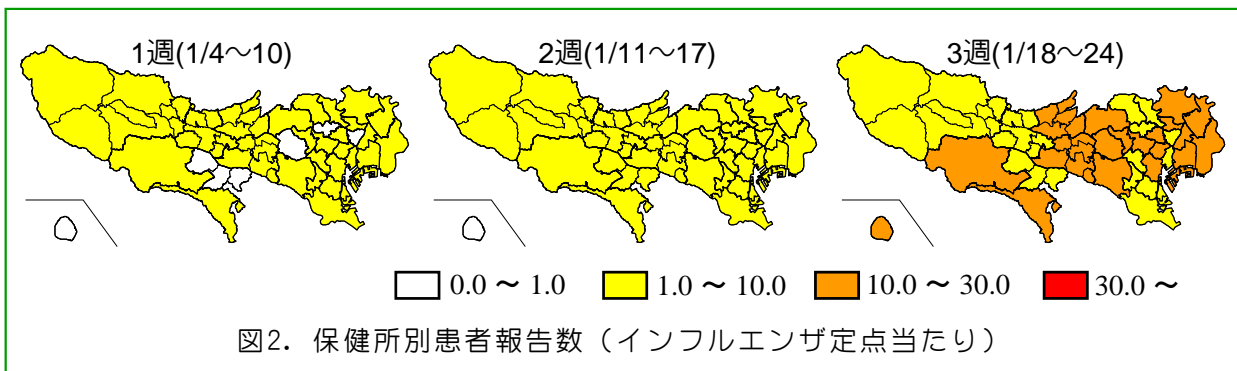 1週(1/4～10)
2週(1/11～17)
3週(1/18～24)
0.0 ～ 1.0
1.0 ～ 10.0
10.0 ～ 30.0
30.0 ～
図2. 保健所別患者報告数（インフルエンザ定点当たり）